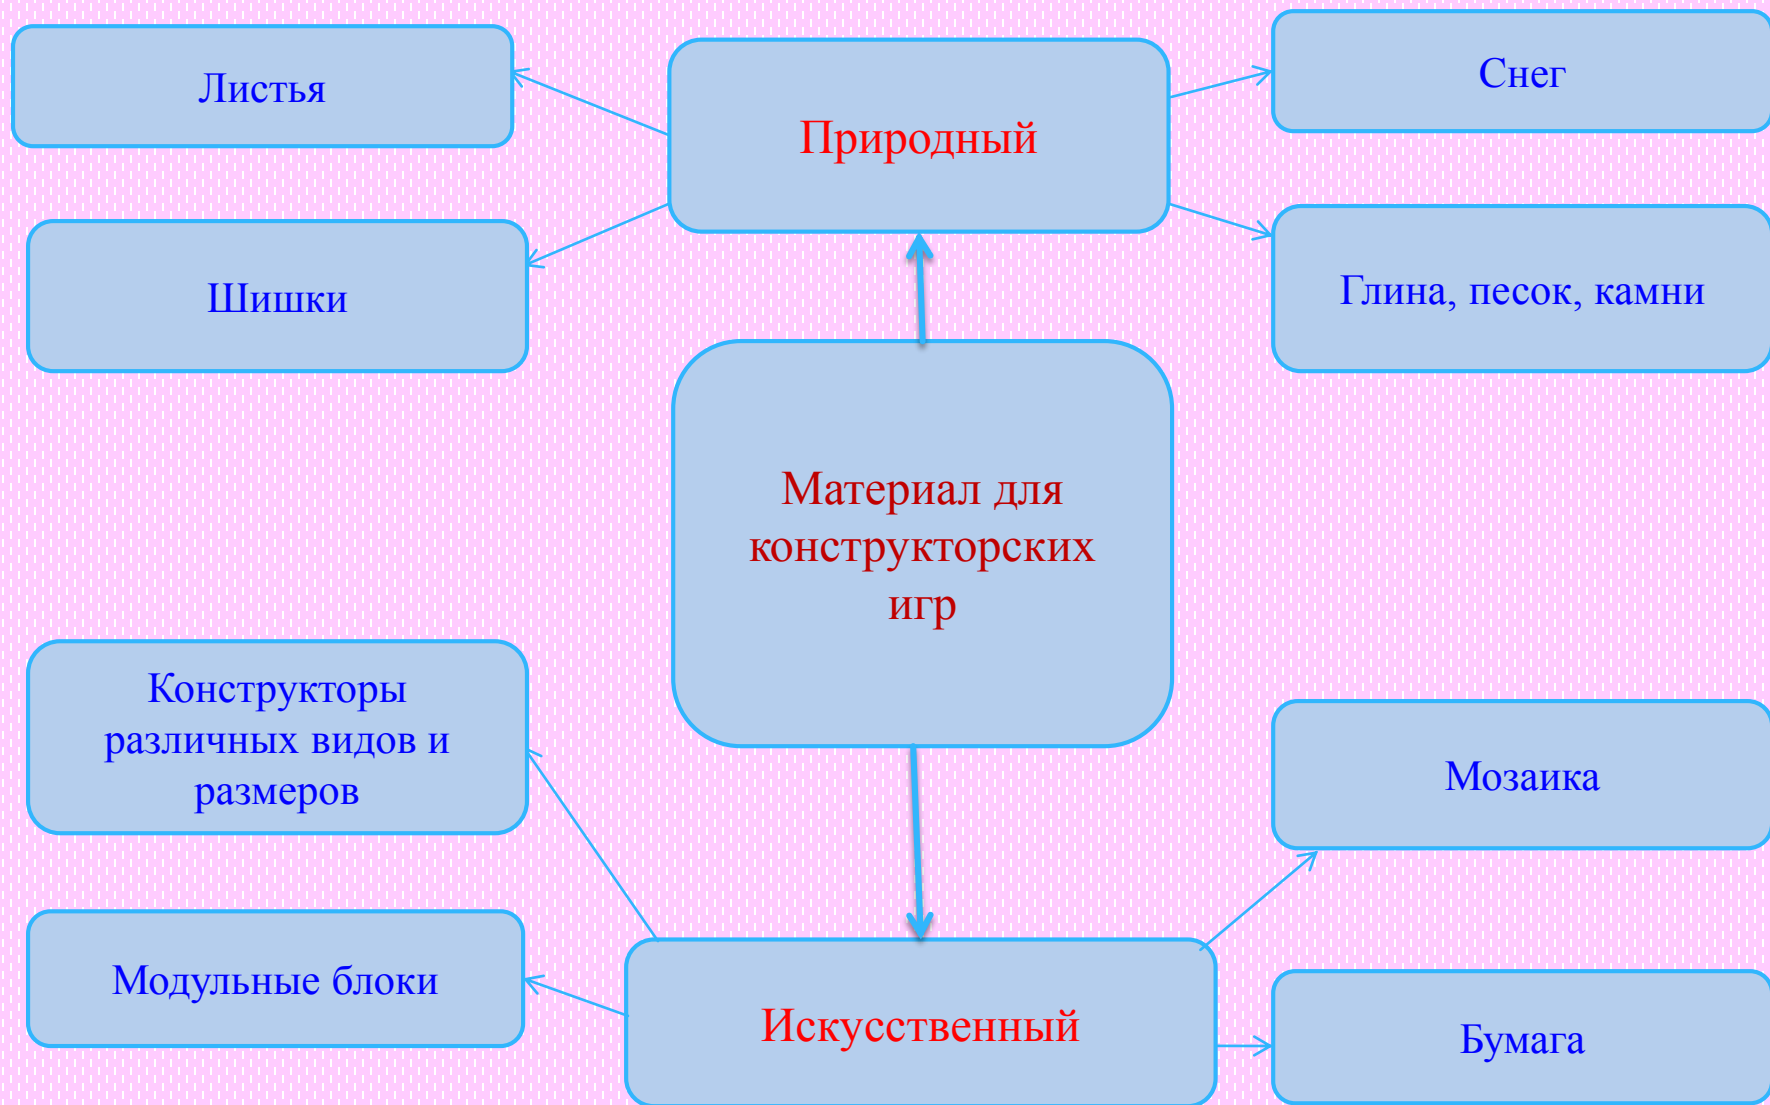 Листья
Природный
Снег
Шишки
Глина, песок, камни
Материал для
конструкторских
игр
Конструкторы
различных видов и
размеров
Мозаика
Модульные блоки
Искусственный
Бумага